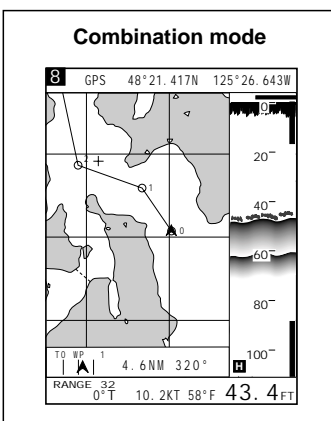 Combination mode
8 GPS 48°21.417N 125°26.643W
0
20
2
1
40
0
60
80
TO WP 1
4.6NM 320°
H 100
RANGE 32
0°T 10.2KT 58°F 43.4FT